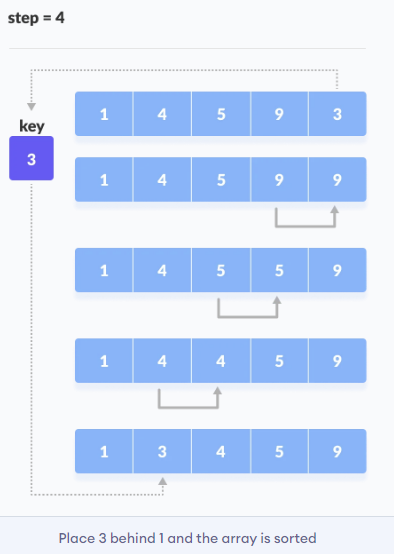 step = 4
1 4 5 9 3
key
3
1 4 5 9 9
1 4 5 5 9
1 4 4 5 9
1 3 4 5 9
Place 3 behind 1 and the array is sorted